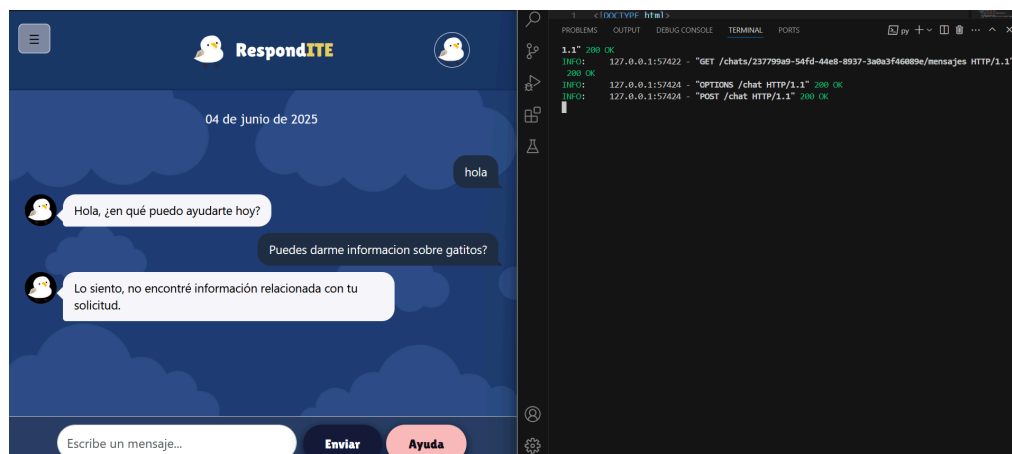 RespondITE
04 de junio de 2025
hola
Hola, ¿en qué puedo ayudarte hoy?
Puedes darme informacion sobre gatitos?
Lo siento, no encontré información relacionada con tu
solicitud.
Escribe un mensaje...
Enviar
Ayuda
1 <!DOCTYPE html>
PROBLEMS OUTPUT DEBUG CONSOLE TERMINAL PORTS
py
1.1" 200 OK
INFO: 127.0.0.1:57422 - "GET /chats/237799a9-54fd-44e8-8937-3a0a3f46089e/mensajes HTTP/1.1"
200 OK
INFO: 127.0.0.1:57424 - "OPTIONS /chat HTTP/1.1" 200 OK
INFO: 127.0.0.1:57424 - "POST /chat HTTP/1.1" 200 OK